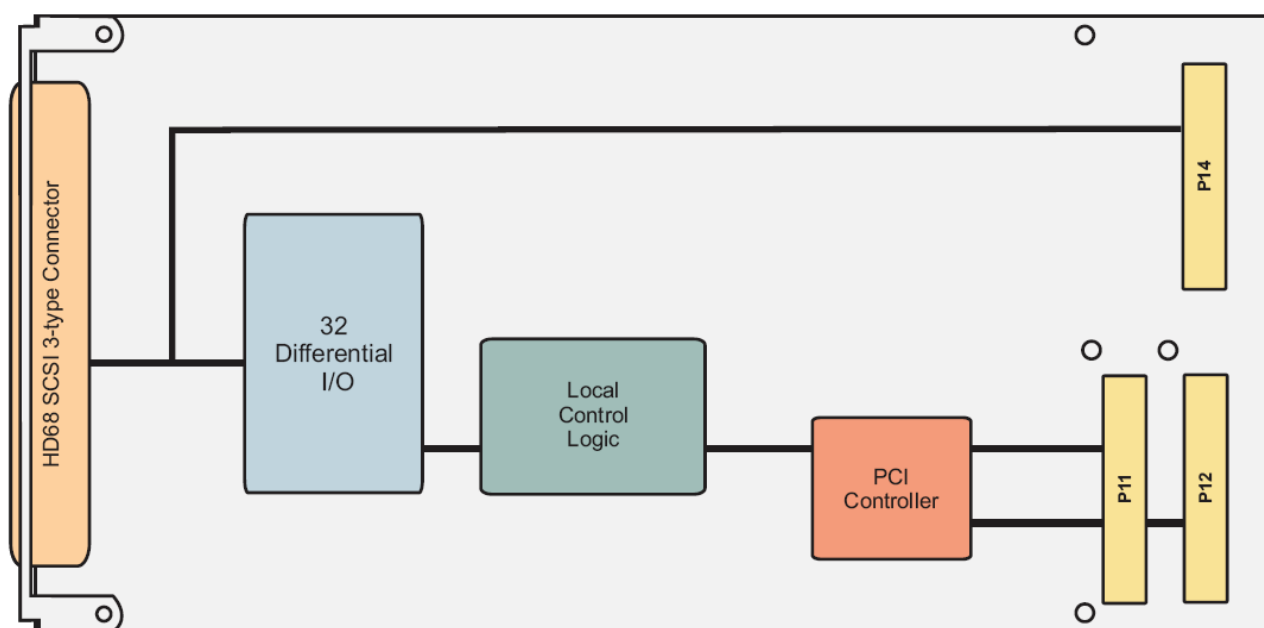 HD68 SCSI 3-type Connector
32
Differential
I/O
Local
Control
Logic
PCI
Controller
P14
P11
P12